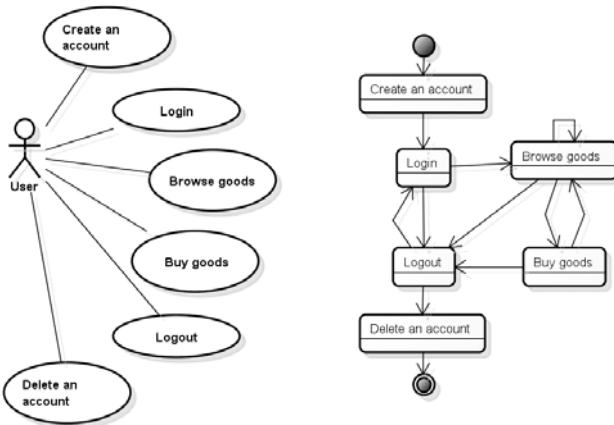 Create an
account
Login
User
Browse goods
Buy goods
Logout
Delete an
account
Create an account
Login
Browse goods
Logout
Buy goods
Delete an account